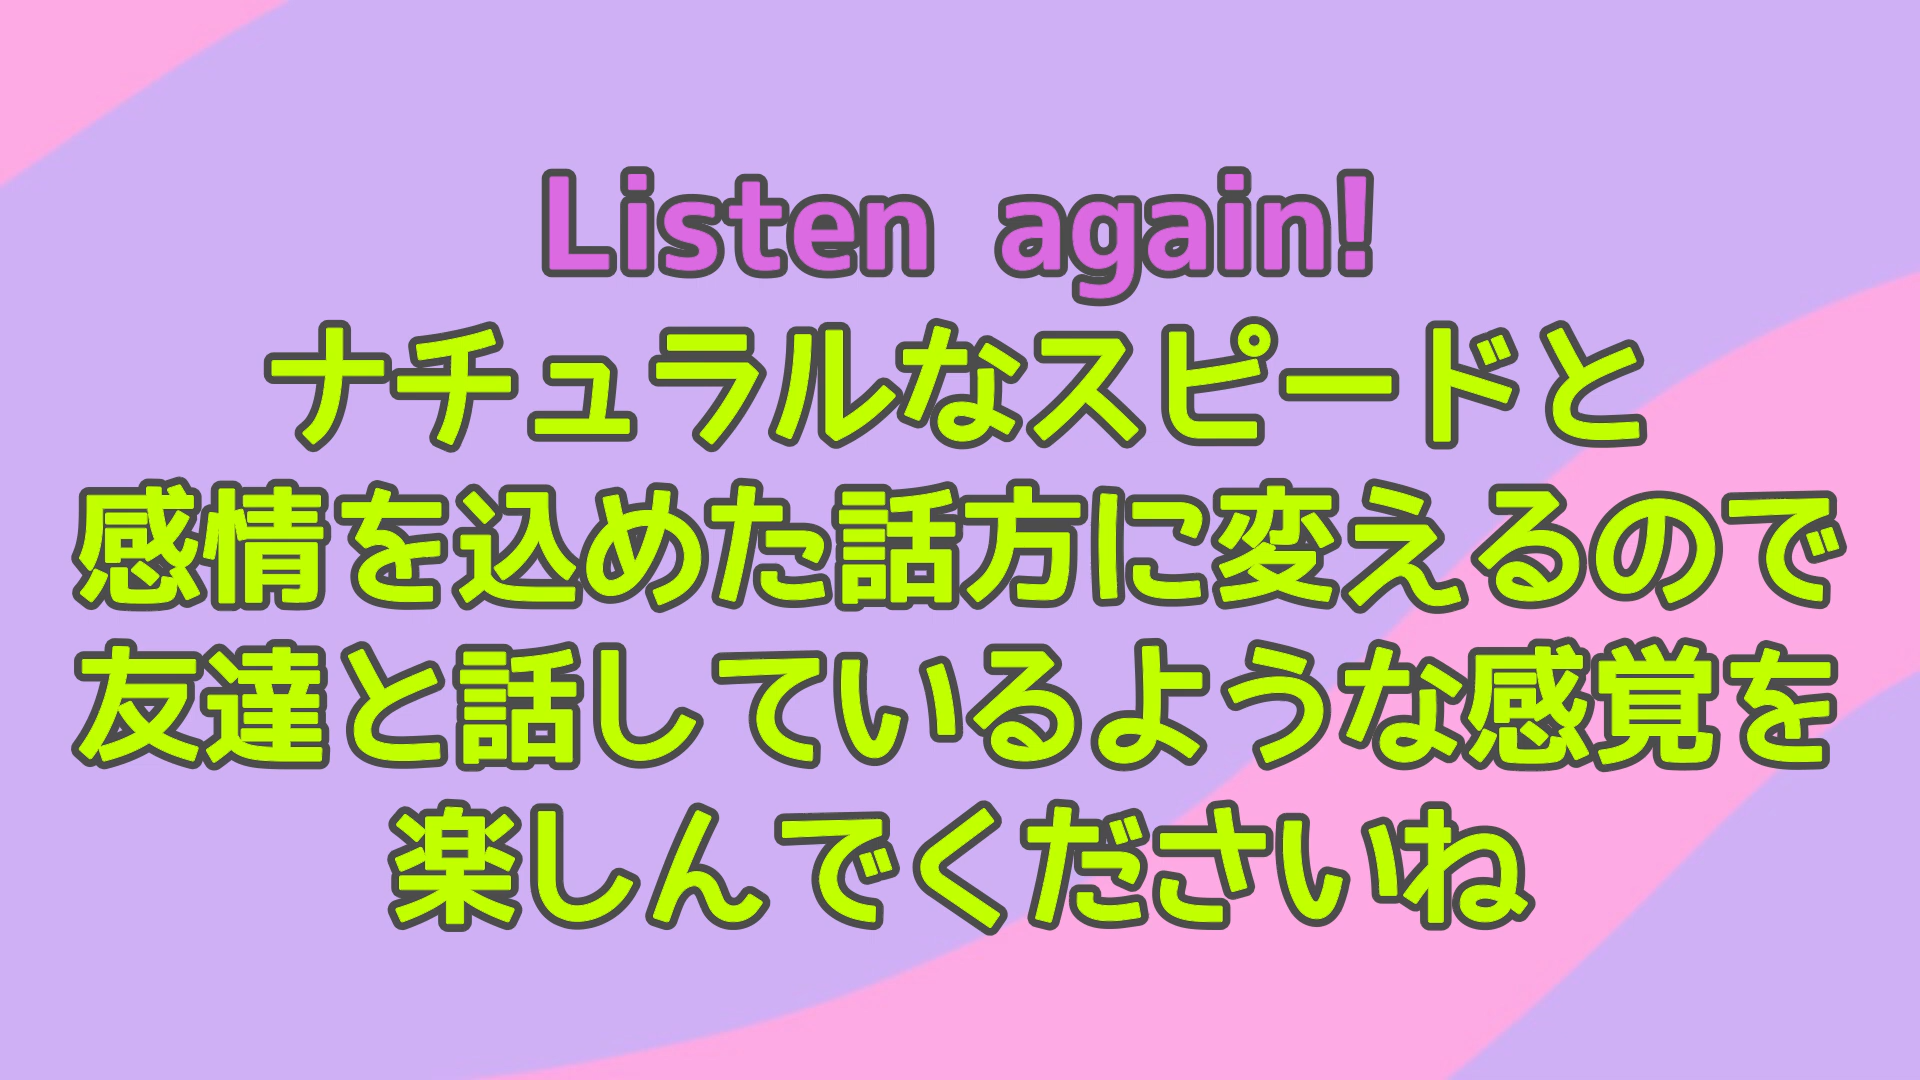 Listen again!
ナチュラルなスピードと
感情を込めた話方に変えるので
友達と話しているような感覚を
楽しんでくださいね